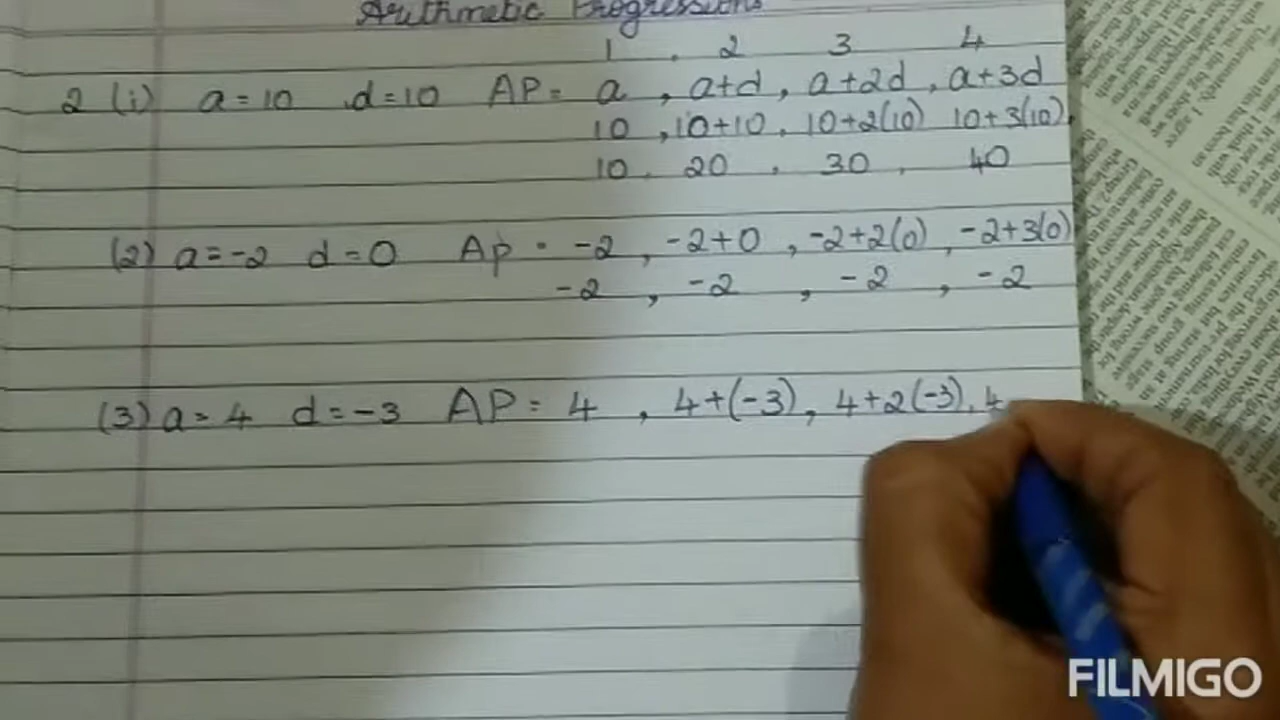 Arithmetic Progressions
1 . 2 3 4
2 (i) a = 10 d = 10 AP = a , a+d , a+2d , a+3d
10 , 10+10 , 10+2(10) 10+3(10),
10 . 20 , 30 , 40
(2) a = -2 d = 0 AP = -2 , -2+0 , -2+2(0) , -2+3(0)
-2 , -2 , -2 , -2
(3) a = 4 d = -3 AP = 4 , 4+(-3) , 4+2(-3) , 4
FILMIGO